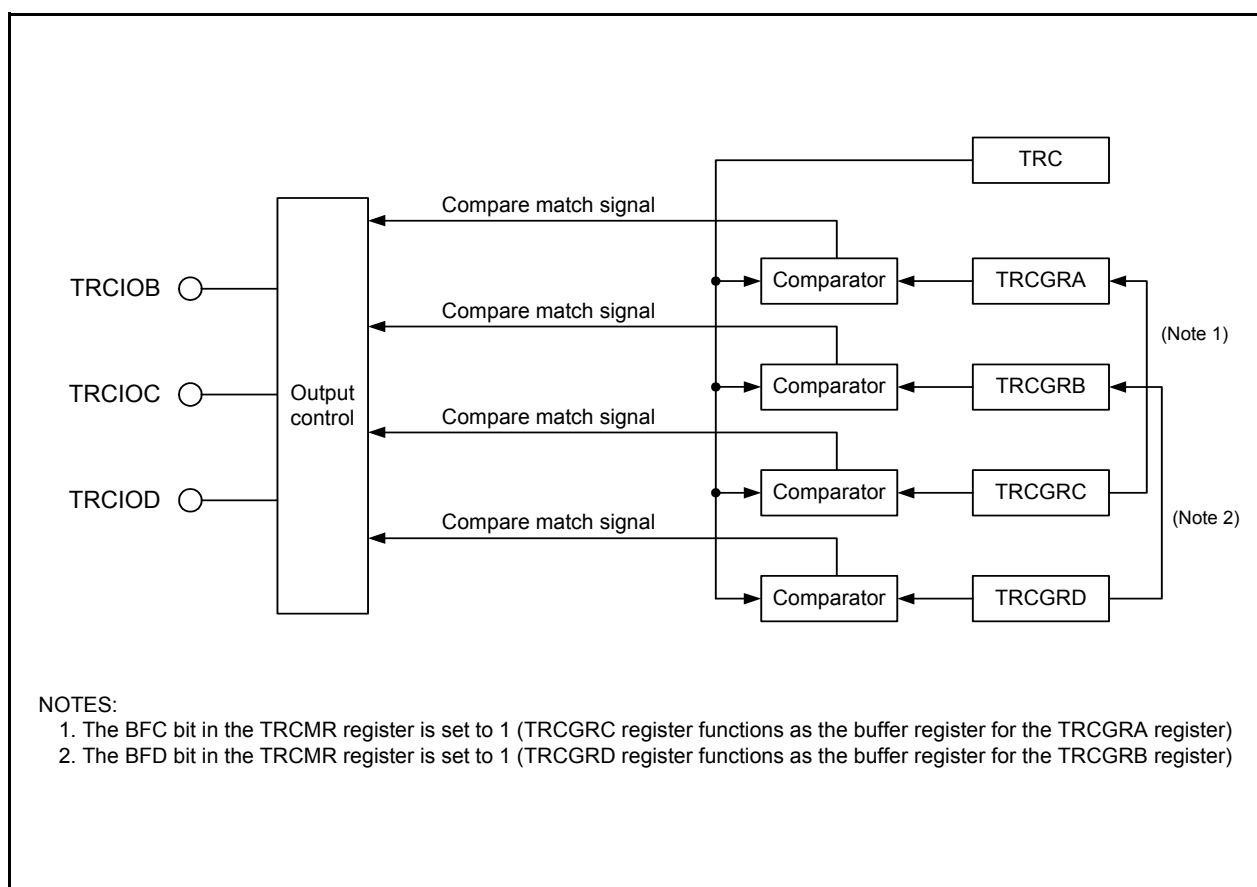 TRC
Compare match signal
Comparator
TRCGRA
TRCIOB
(Note 1)
Compare match signal
Comparator
TRCGRB
TRCIOC
Output
control
Compare match signal
Comparator
TRCGRC
TRCIOD
(Note 2)
Compare match signal
Comparator
TRCGRD
NOTES:
1. The BFC bit in the TRCMR register is set to 1 (TRCGRC register functions as the buffer register for the TRCGRA register)
2. The BFD bit in the TRCMR register is set to 1 (TRCGRD register functions as the buffer register for the TRCGRB register)